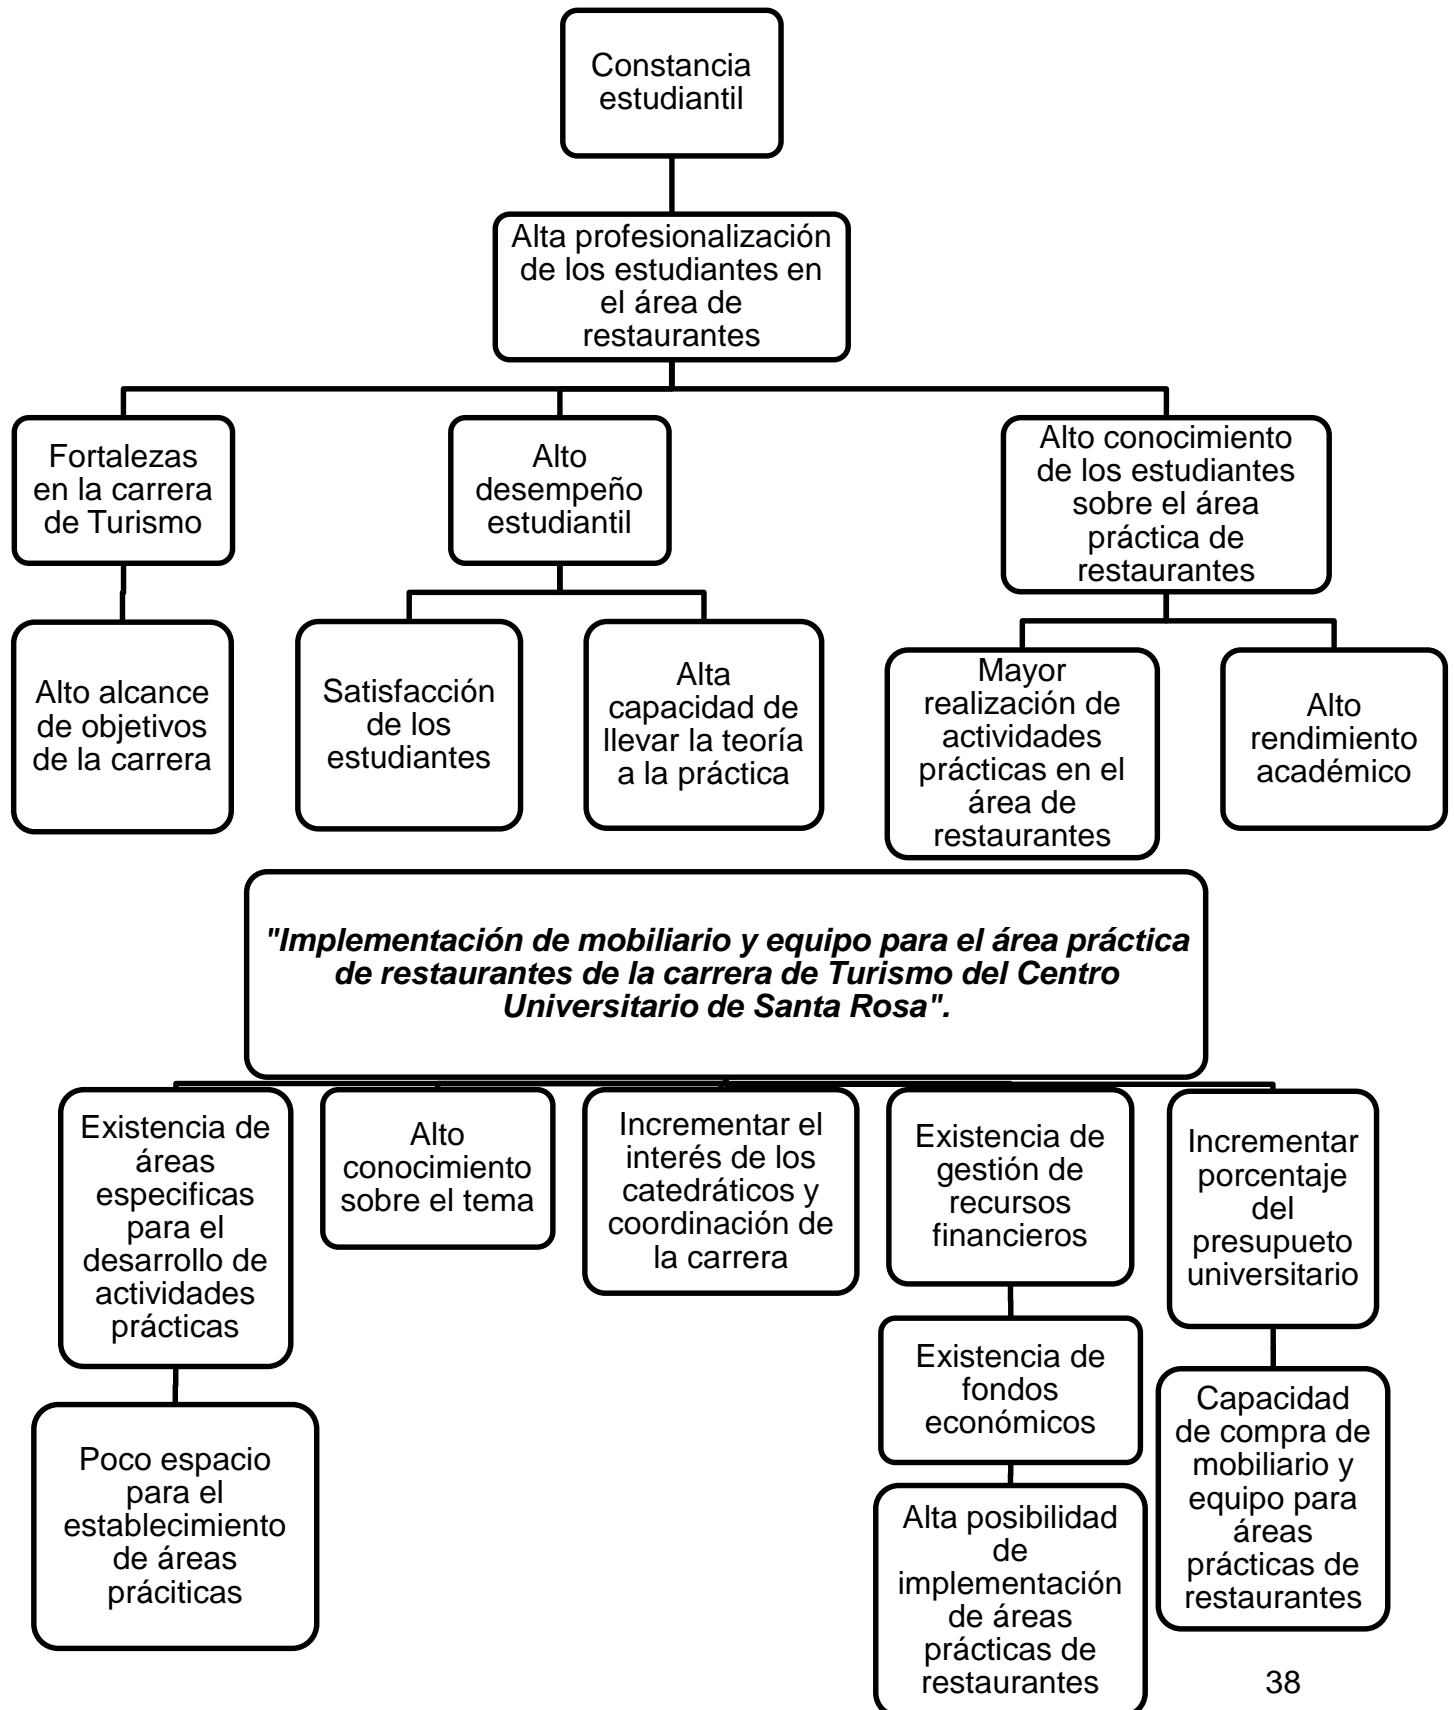 Constancia
estudiantil
Alta profesionalización
de los estudiantes en
el área de
restaurantes
Fortalezas
en la carrera
de Turismo
Alto
desempeño
estudiantil
Alto conocimiento
de los estudiantes
sobre el área
práctica de
restaurantes
Alto alcance
de objetivos
de la carrera
Satisfacción
de los
estudiantes
Alta
capacidad de
llevar la teoría
a la práctica
Mayor
realización de
actividades
prácticas en el
área de
restaurantes
Alto
rendimiento
académico
"Implementación de mobiliario y equipo para el área práctica
de restaurantes de la carrera de Turismo del Centro
Universitario de Santa Rosa".
Existencia de
áreas
especificas
para el
desarrollo de
actividades
prácticas
Alto
conocimiento
sobre el tema
Incrementar el
interés de los
catedráticos y
coordinación de
la carrera
Existencia de
gestión de
recursos
financieros
Incrementar
porcentaje
del
presupueto
universitario
Poco espacio
para el
establecimiento
de áreas
práciticas
Existencia de
fondos
económicos
Alta posibilidad
de
implementación
de áreas
prácticas de
restaurantes
Capacidad
de compra de
mobiliario y
equipo para
áreas
prácticas de
restaurantes
38